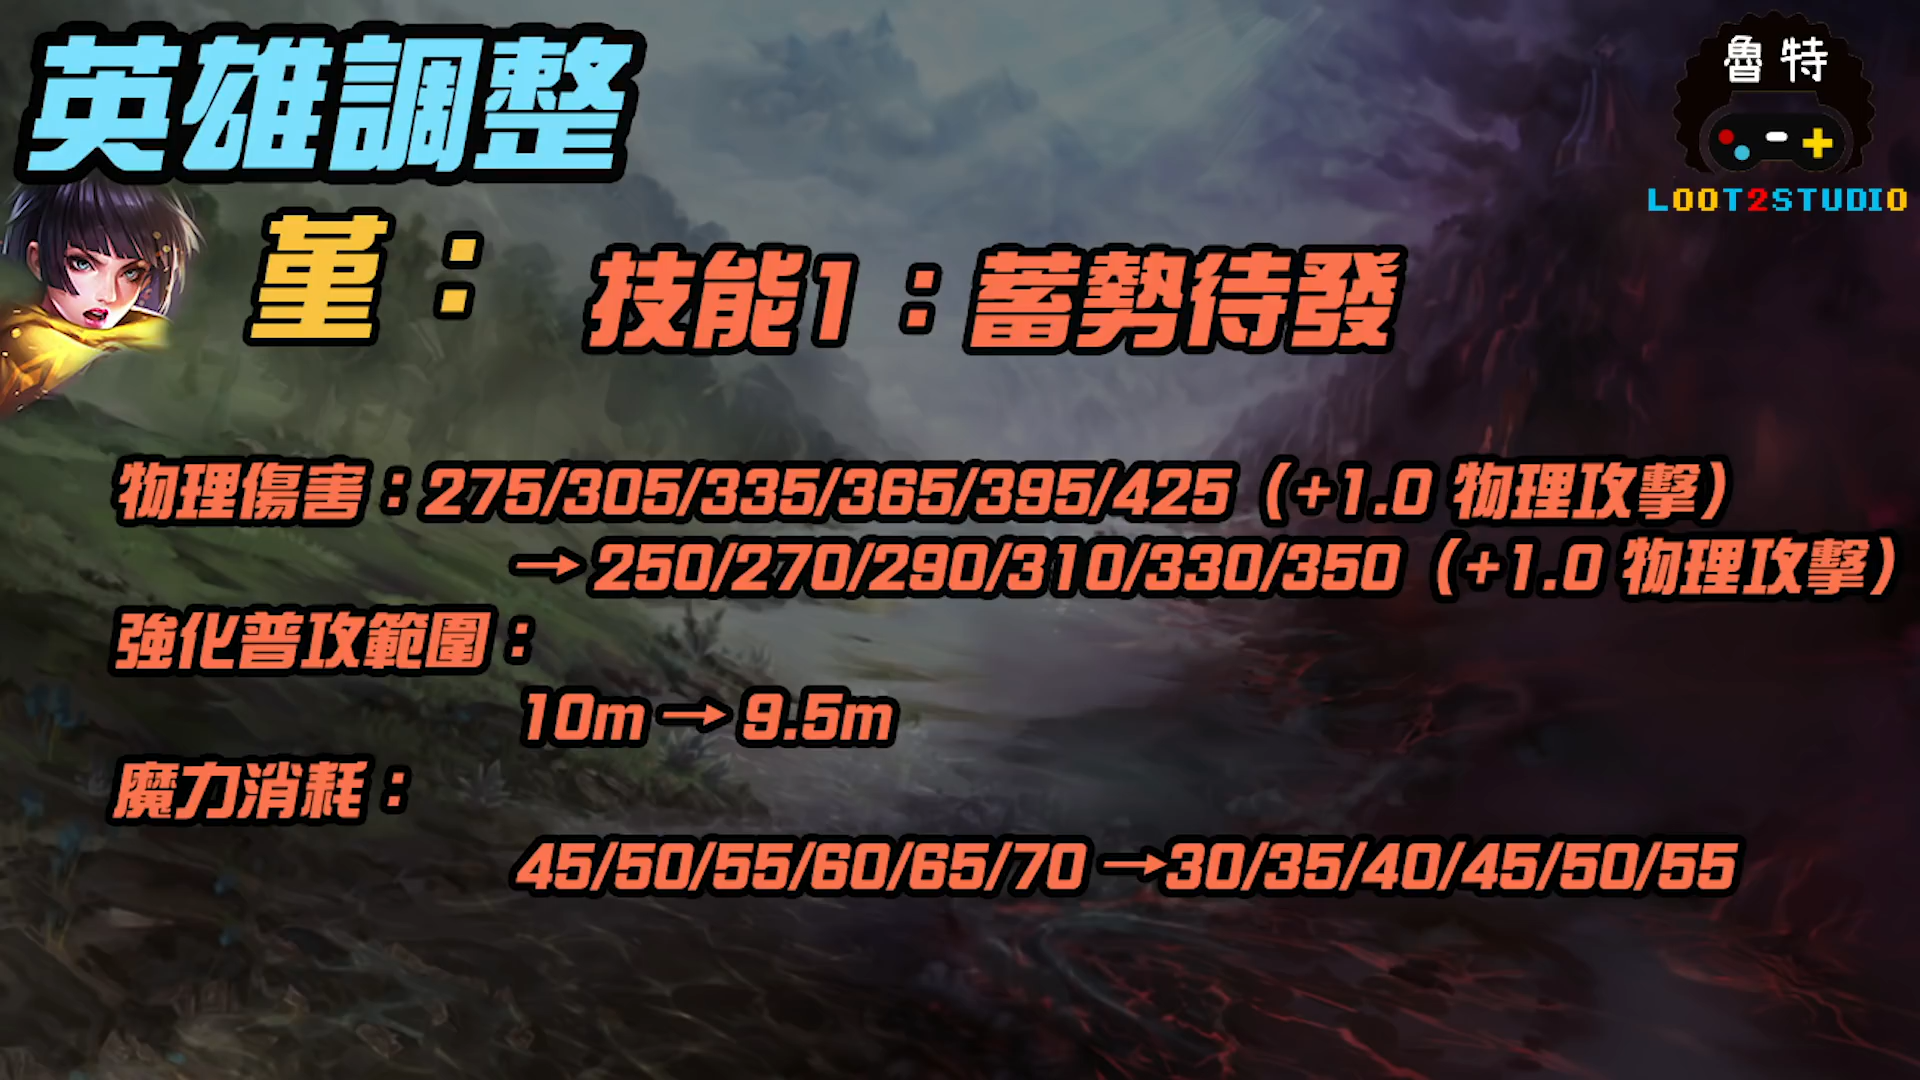 英雄調整
魯特
LOOT2STUDIO
堇：
技能1：蓄勢待發
物理傷害：275/305/335/365/395/425（+1.0 物理攻擊）
→ 250/270/290/310/330/350（+1.0 物理攻擊）
強化普攻範圍：
10m → 9.5m
魔力消耗：
45/50/55/60/65/70 →30/35/40/45/50/55